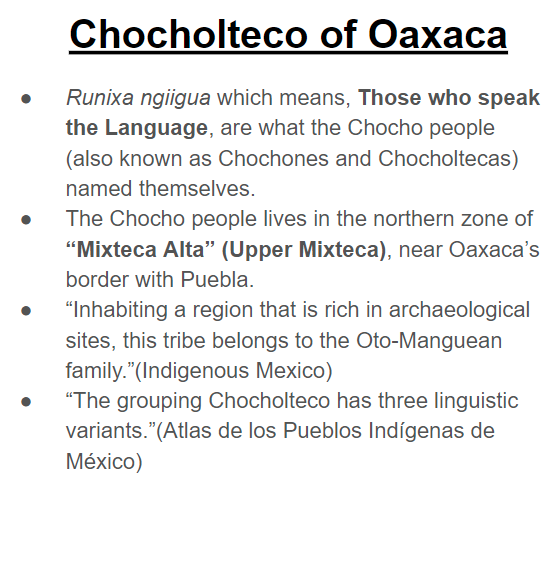 Chocholteco of Oaxaca
● Runixa ngiigua which means, Those who speak
the Language, are what the Chocho people
(also known as Chochones and Chocholtecas)
named themselves.
● The Chocho people lives in the northern zone of
“Mixteca Alta” (Upper Mixteca), near Oaxaca’s
border with Puebla.
● “Inhabiting a region that is rich in archaeological
sites, this tribe belongs to the Oto-Manguean
family.”(Indigenous Mexico)
● “The grouping Chocholteco has three linguistic
variants.”(Atlas de los Pueblos Indígenas de
México)